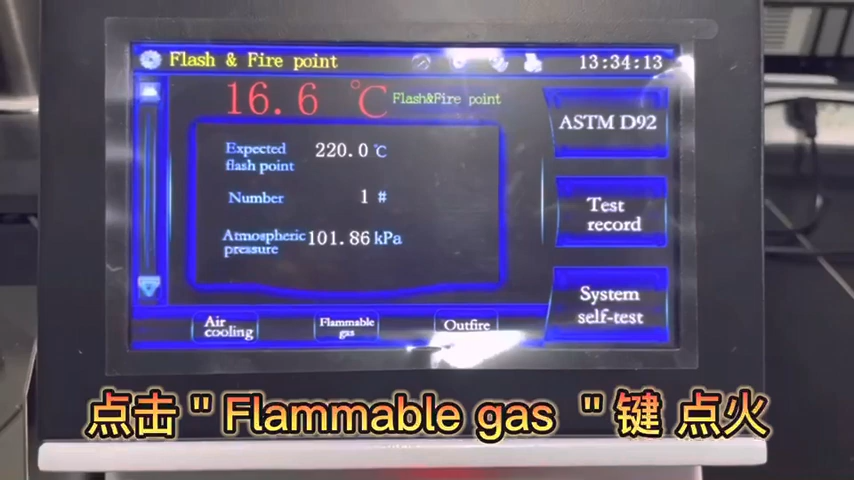 Flash & Fire point
13:34:13
16.6 ℃
Flash&Fire point
ASTM D92
Expected
flash point
220.0 ℃
Number
1 #
Test
record
Atmospheric
pressure
101.86 kPa
System
self-test
Air
cooling
Flammable
gas
Outfire
点击＂Flammable gas ＂键 点火